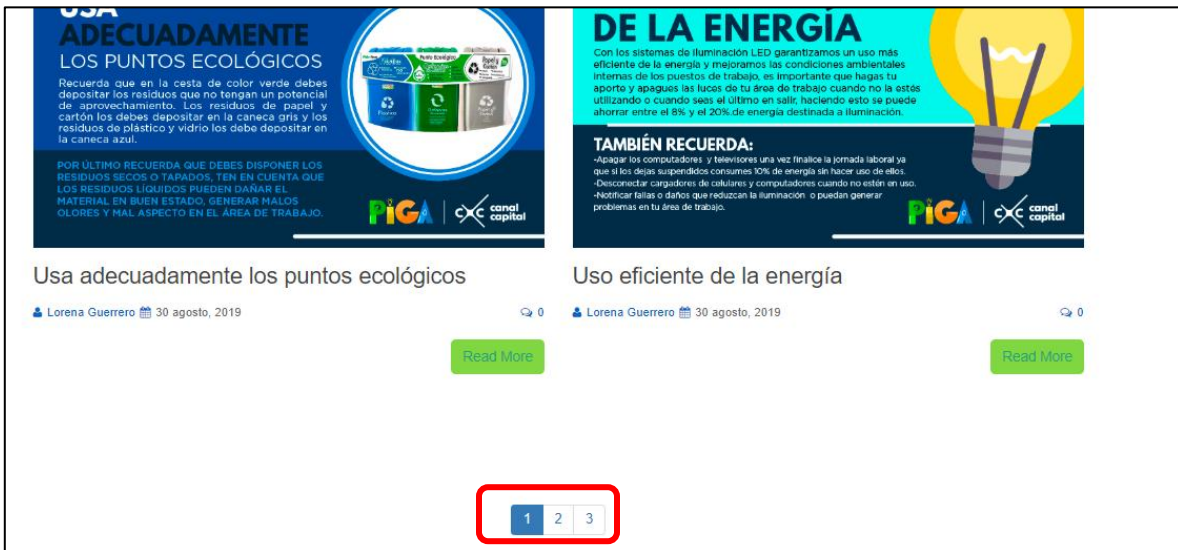 USA
ADECUADAMENTE
LOS PUNTOS ECOLÓGICOS
Recuerda que en la cesta de color verde debes
depositar los residuos que no tengan un potencial
de aprovechamiento. Los residuos de papel y
cartón los debes depositar en la caneca gris y los
residuos de plástico y vidrio los debe depositar en
la caneca azul.
POR ÚLTIMO RECUERDA QUE DEBES DISPONER LOS
RESIDUOS SECOS O TAPADOS, TEN EN CUENTA QUE
LOS RESIDUOS LÍQUIDOS PUEDEN DAÑAR EL
MATERIAL EN BUEN ESTADO, GENERAR MALOS
OLORES Y MAL ASPECTO EN EL ÁREA DE TRABAJO.
Punto Ecológico
PiGA
cxc canal
capital
DE LA ENERGÍA
Con los sistemas de iluminación LED garantizamos un uso más
eficiente de la energía y mejoramos las condiciones ambientales
internas de los puestos de trabajo, es importante que hagas tu
aporte y apagues las luces de tu área de trabajo cuando no la estés
utilizando o cuando seas el último en salir, haciendo esto se puede
ahorrar entre el 8% y el 20%.de energía destinada a iluminación.
TAMBIÉN RECUERDA:
-Apagar los computadores y televisores una vez finalice la jornada laboral ya
que si los dejas suspendidos consumes 10% de energía sin hacer uso de ellos.
-Desconectar cargadores de celulares y computadores cuando no estén en uso.
-Notificar fallas o daños que reduzcan la iluminación o puedan generar
problemas en tu área de trabajo.
PiGA
cxc canal
capital
Usa adecuadamente los puntos ecológicos
Lorena Guerrero 30 agosto, 2019 0
Read More
Uso eficiente de la energía
Lorena Guerrero 30 agosto, 2019 0
Read More
1 2 3